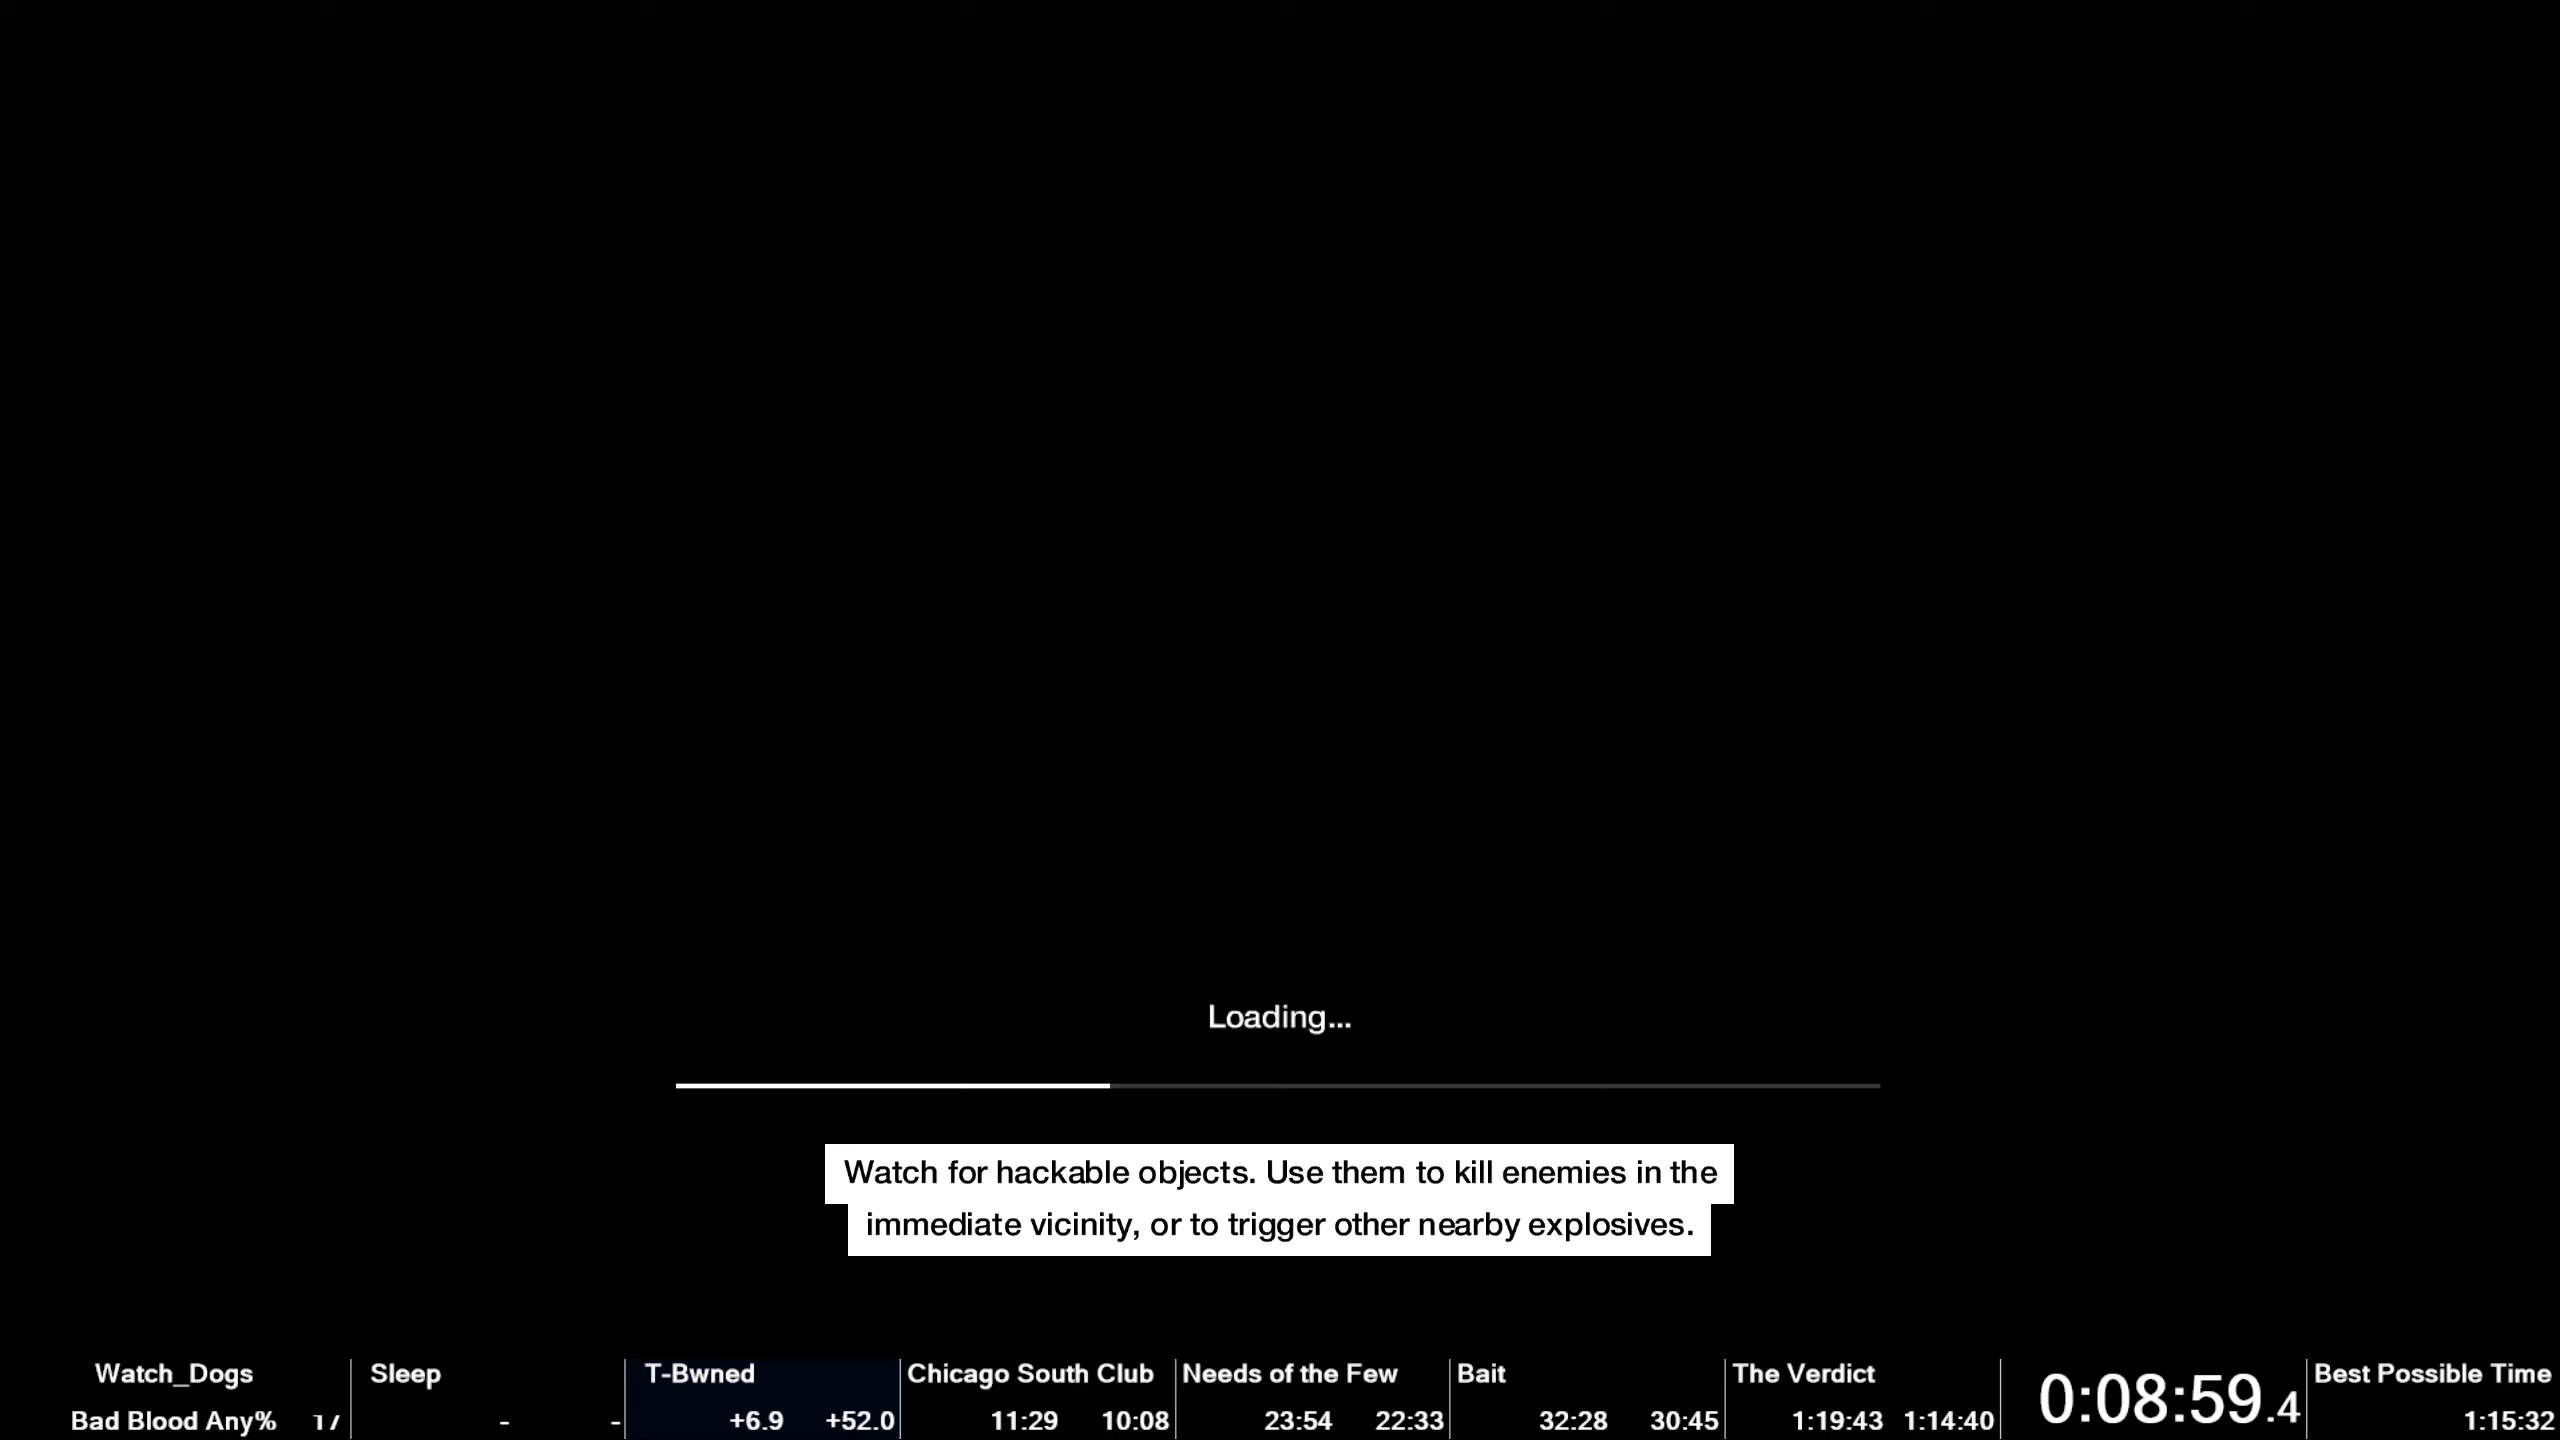 Loading...
Watch for hackable objects. Use them to kill enemies in the
immediate vicinity, or to trigger other nearby explosives.
Watch_Dogs Sleep T-Bwned Chicago South Club Needs of the Few Bait The Verdict 0:08:59.4 Best Possible Time
Bad Blood Any% 17 - - +6.9 +52.0 11:29 10:08 23:54 22:33 32:28 30:45 1:19:43 1:14:40 1:15:32